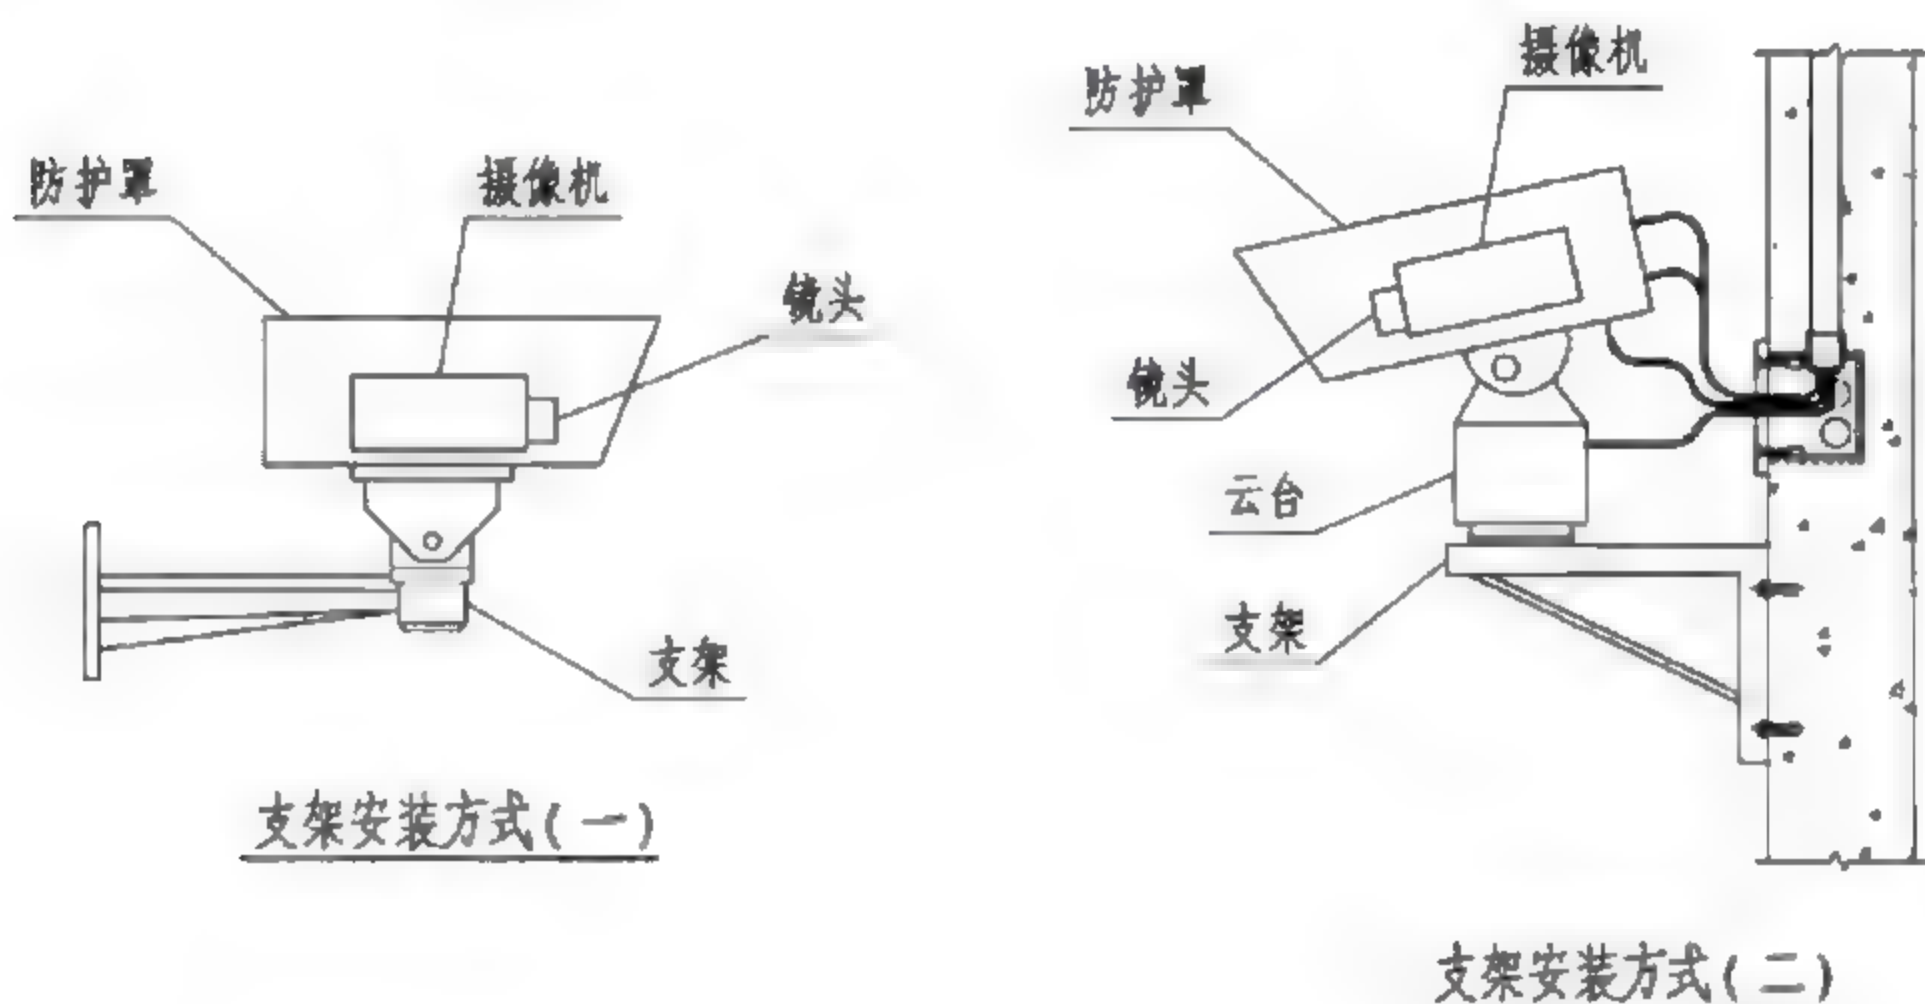 防护罩
摄像机
镜头
支架
支架安装方式(一)
摄像机
防护罩
镜头
云台
支架
支架安装方式(二)